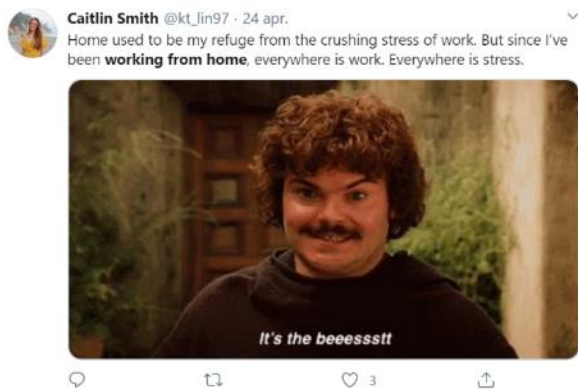 Caitlin Smith @kt_lin97 · 24 apr.
Home used to be my refuge from the crushing stress of work. But since I've
been working from home, everywhere is work. Everywhere is stress.
It's the beeessstt
3